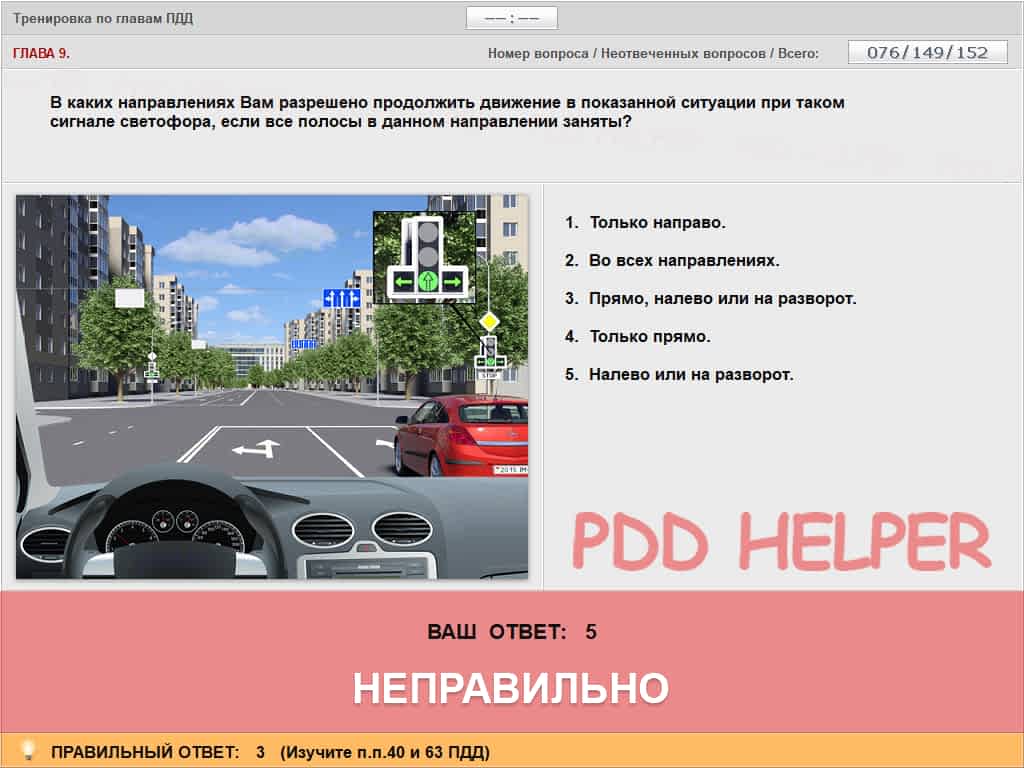 Тренировка по главам ПДД
—— : ——
ГЛАВА 9.
Номер вопроса / Неотвеченных вопросов / Всего:
076/149/152
В каких направлениях Вам разрешено продолжить движение в показанной ситуации при таком
сигнале светофора, если все полосы в данном направлении заняты?
1. Только направо.
2. Во всех направлениях.
3. Прямо, налево или на разворот.
4. Только прямо.
5. Налево или на разворот.
STOP
PDD HELPER
ВАШ ОТВЕТ: 5
НЕПРАВИЛЬНО
ПРАВИЛЬНЫЙ ОТВЕТ: 3 (Изучите п.п.40 и 63 ПДД)